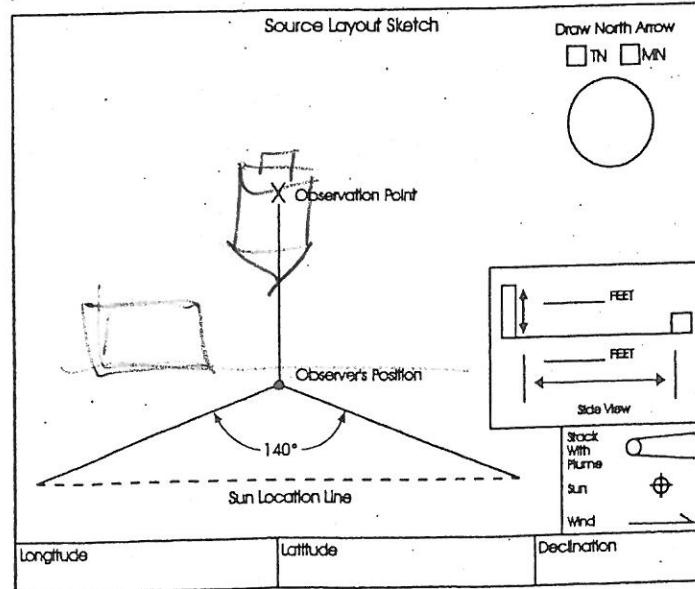 Source Layout Sketch
Draw North Arrow
TN MN
X Observation Point
FEET
FEET
Side View
Observer's Position
140°
Sun Location Line
Stack
With
Plume
Sun
Wind
Longitude
Latitude
Declination